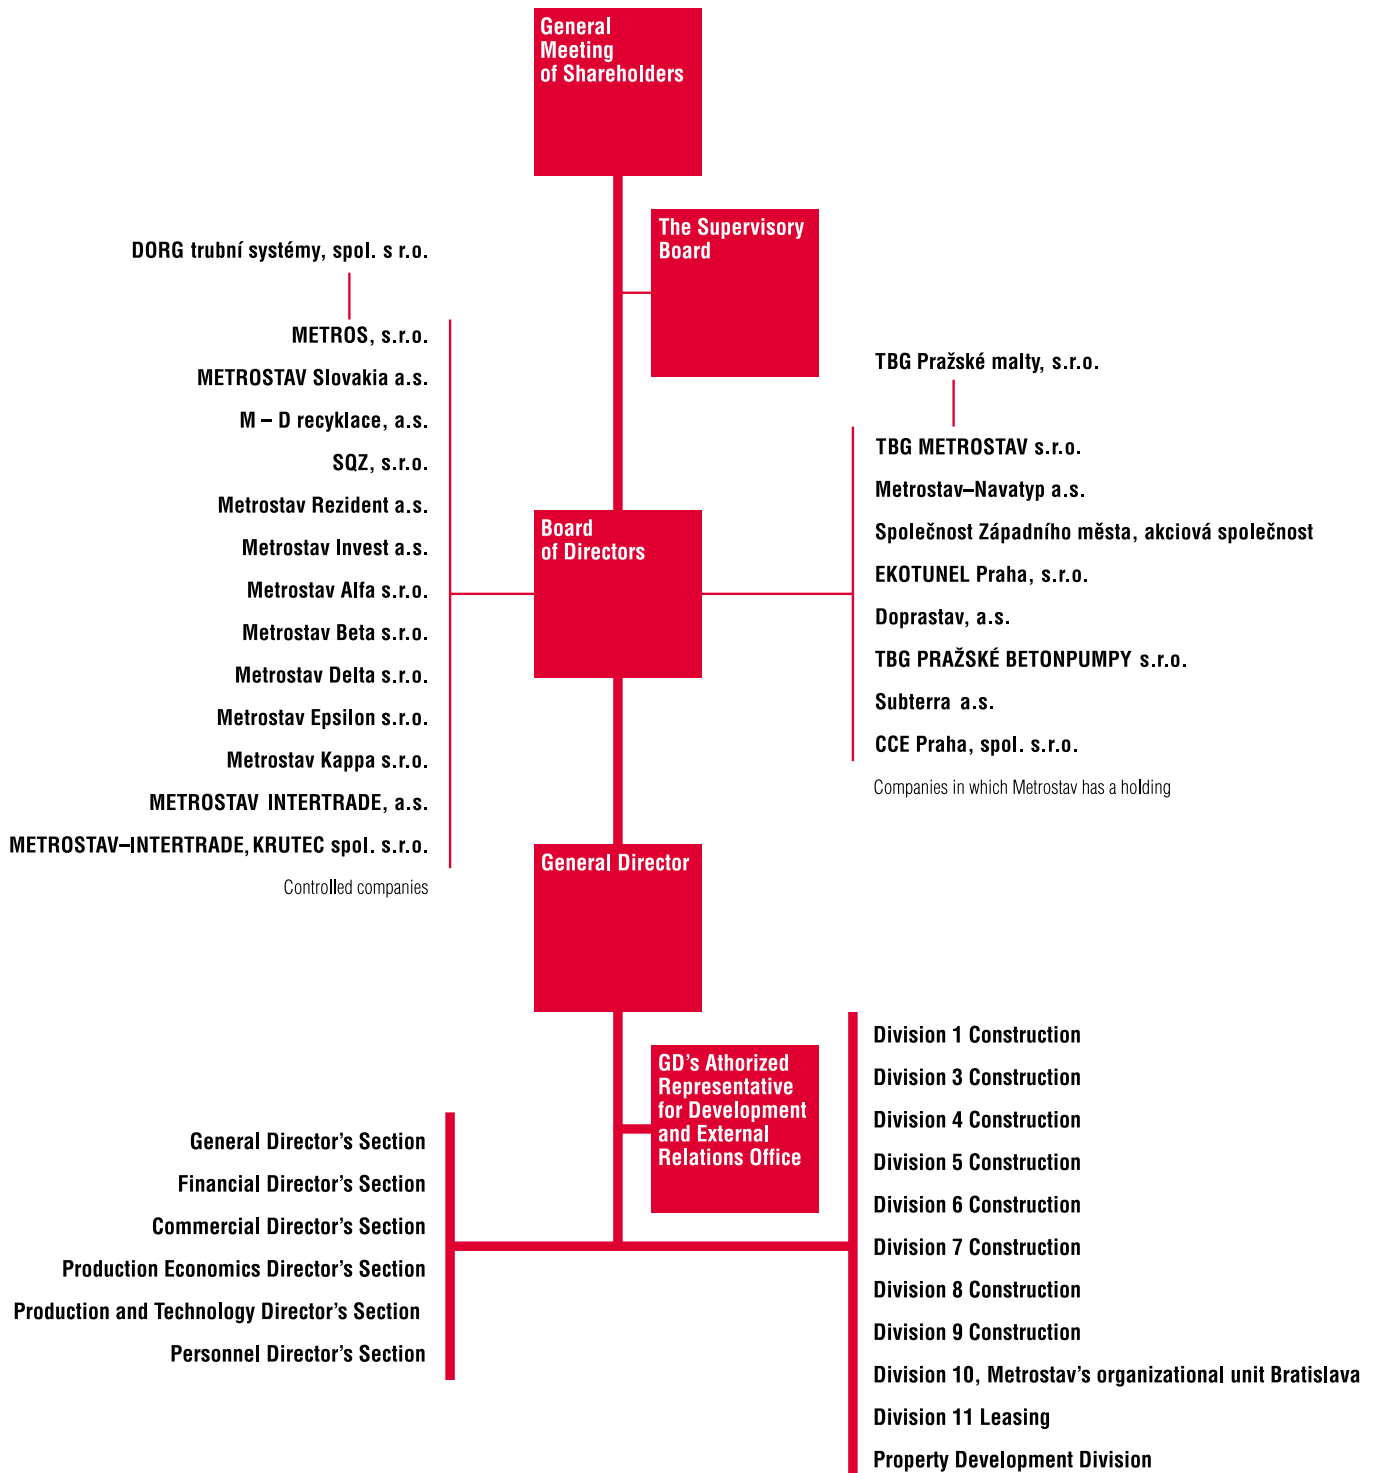 General
Meeting
of Shareholders
The Supervisory
Board
DORG trubní systémy, spol. s r.o.
METROS, s.r.o.
METROSTAV Slovakia a.s.
M – D recyklace, a.s.
SQZ, s.r.o.
Metrostav Rezident a.s.
Metrostav Invest a.s.
Metrostav Alfa s.r.o.
Metrostav Beta s.r.o.
Metrostav Delta s.r.o.
Metrostav Epsilon s.r.o.
Metrostav Kappa s.r.o.
METROSTAV INTERTRADE, a.s.
METROSTAV–INTERTRADE, KRUTEC spol. s.r.o.
Controlled companies
Board
of Directors
TBG Pražské malty, s.r.o.
TBG METROSTAV s.r.o.
Metrostav–Navatyp a.s.
Společnost Západního města, akciová společnost
EKOTUNEL Praha, s.r.o.
Doprastav, a.s.
TBG PRAŽSKÉ BETONPUMPY s.r.o.
Subterra a.s.
CCE Praha, spol. s.r.o.
Companies in which Metrostav has a holding
General Director
GD's Athorized
Representative
for Development
and External
Relations Office
General Director's Section
Financial Director's Section
Commercial Director's Section
Production Economics Director's Section
Production and Technology Director's Section
Personnel Director's Section
Division 1 Construction
Division 3 Construction
Division 4 Construction
Division 5 Construction
Division 6 Construction
Division 7 Construction
Division 8 Construction
Division 9 Construction
Division 10, Metrostav's organizational unit Bratislava
Division 11 Leasing
Property Development Division